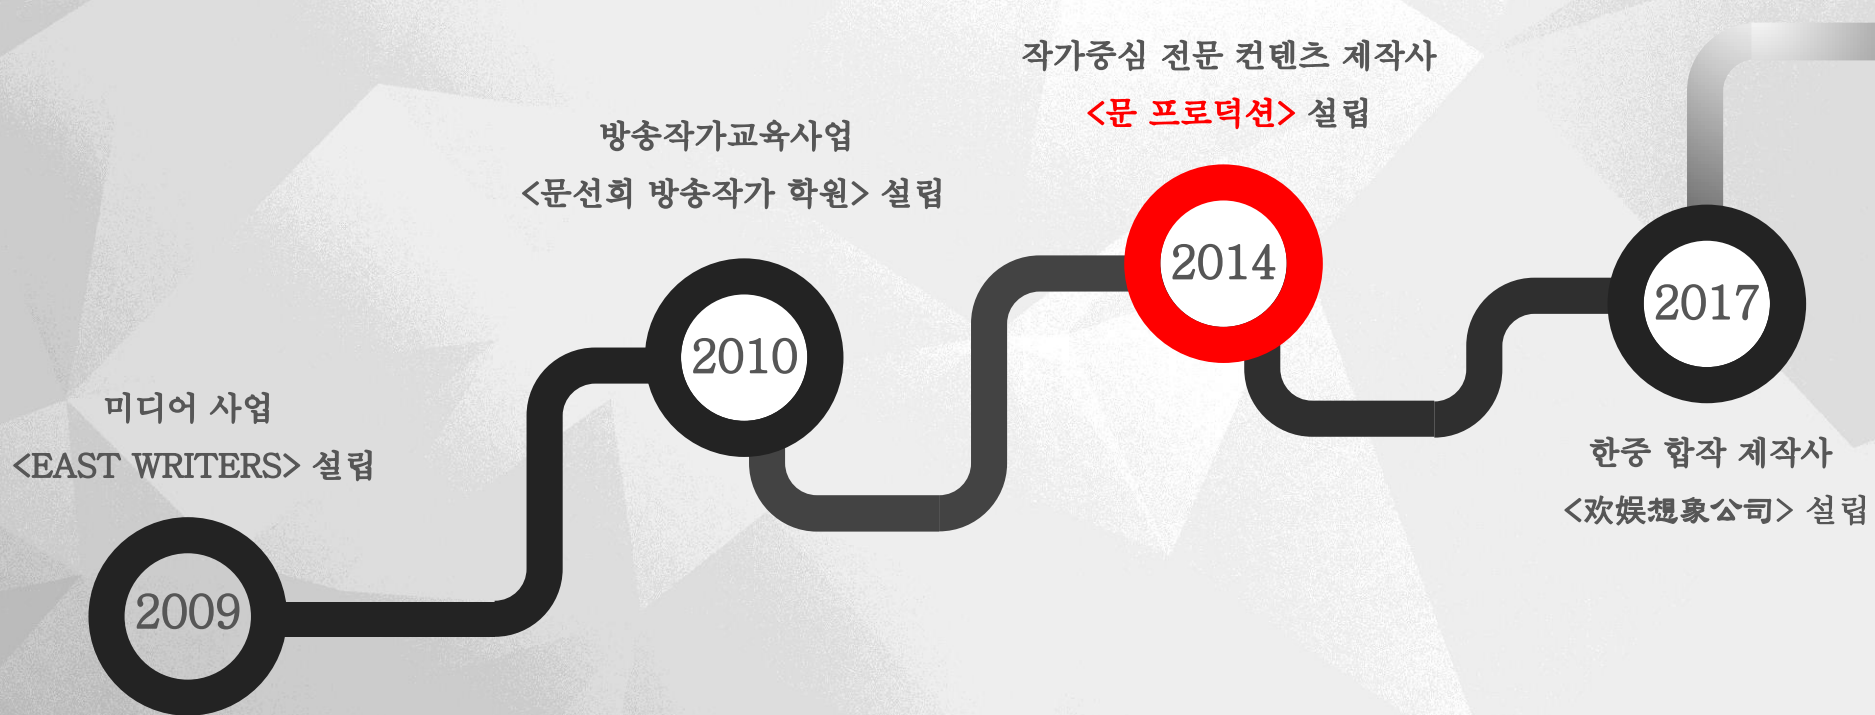 미디어 사업
<EAST WRITERS> 설립
2009
방송작가교육사업
<문선희 방송작가 학원> 설립
2010
작가중심 전문 컨텐츠 제작사
<문 프로덕션> 설립
2014
2017
한중 합작 제작사
<欢娱想象公司> 설립